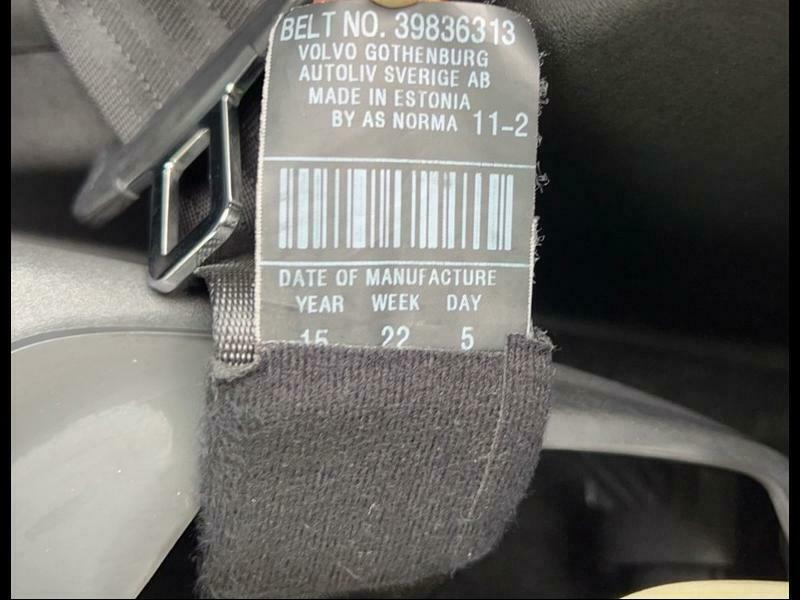 BELT NO. 39836313
VOLVO GOTHENBURG
AUTOLIV SVERIGE AB
MADE IN ESTONIA
BY AS NORMA 11-2
DATE OF MANUFACTURE
YEAR WEEK DAY
15 22 5